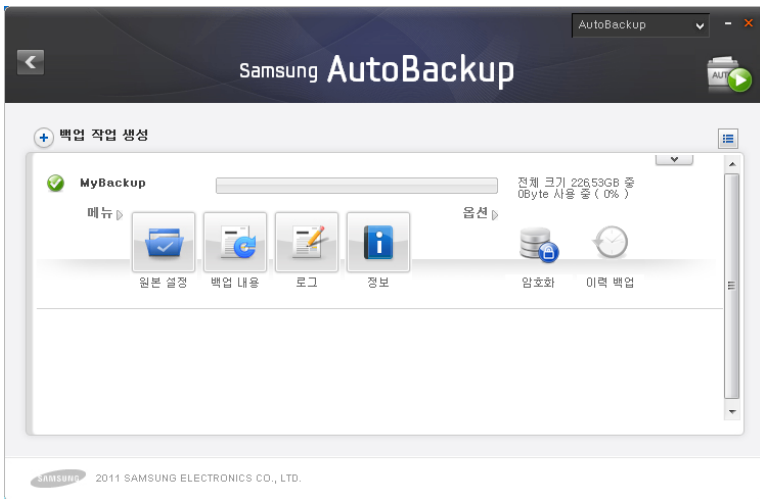 AutoBackup
Samsung AutoBackup
AUTO
백업 작업 생성
MyBackup
전체 크기 226,53GB 중
0Byte 사용 중 ( 0% )
메뉴
옵션
원본 설정
백업 내용
로그
정보
암호화
이력 백업
SAMSUNG 2011 SAMSUNG ELECTRONICS CO., LTD.